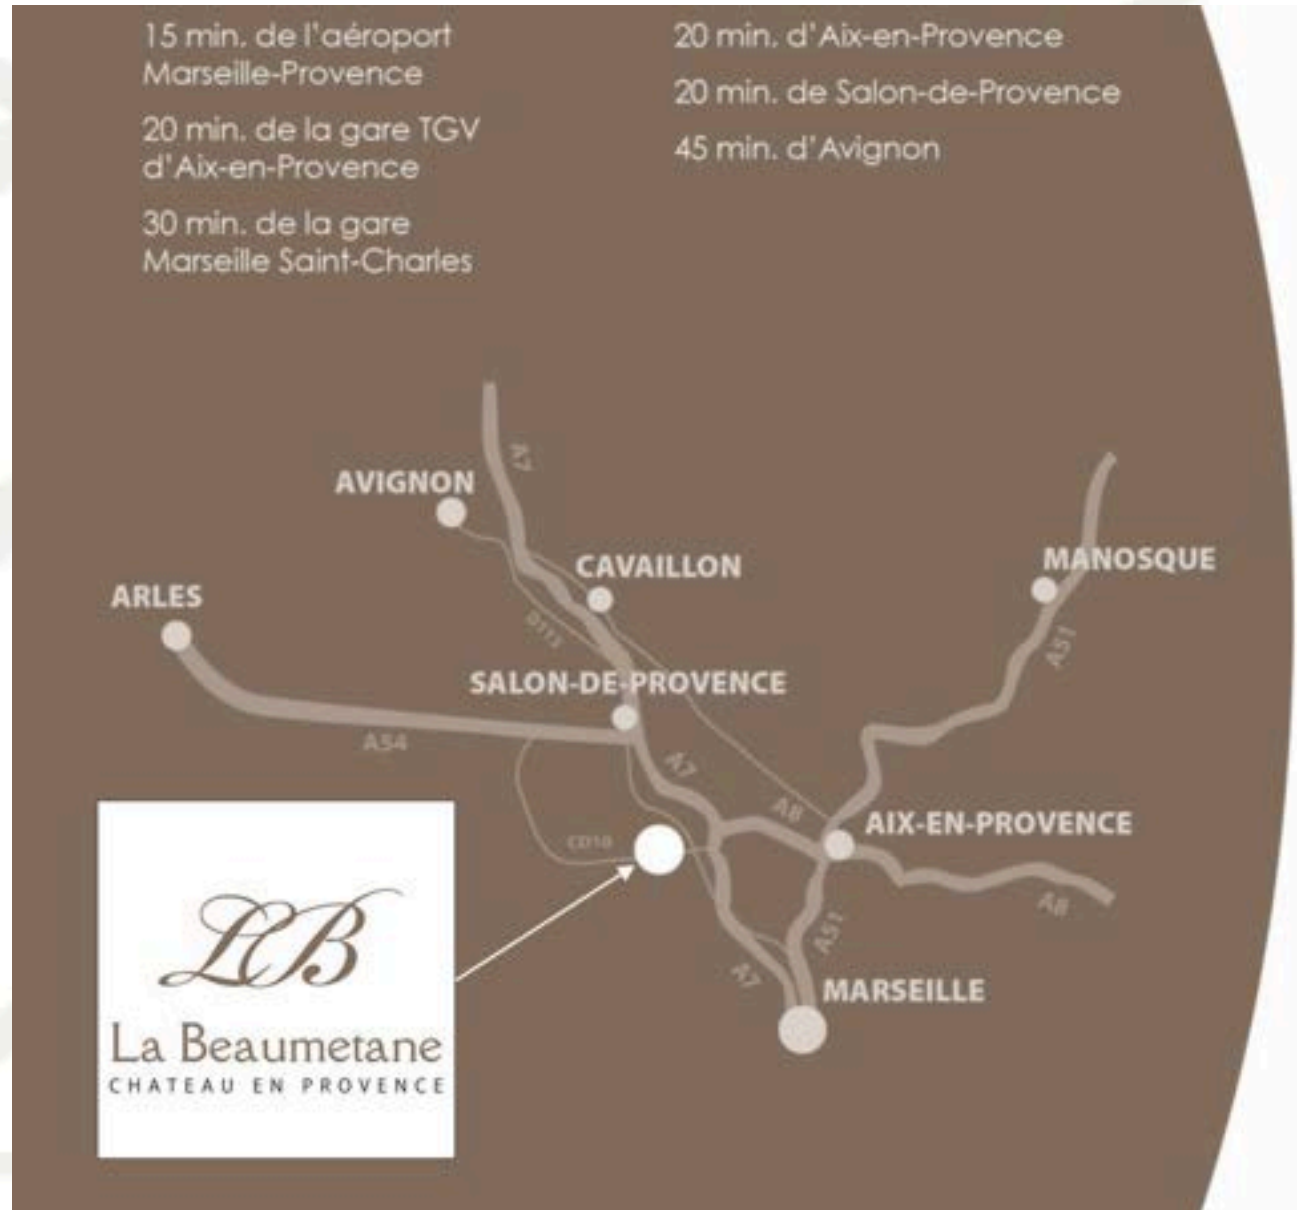 15 min. de l'aéroport
Marseille-Provence
20 min. de la gare TGV
d'Aix-en-Provence
30 min. de la gare
Marseille Saint-Charles
20 min. d'Aix-en-Provence
20 min. de Salon-de-Provence
45 min. d'Avignon
A7
AVIGNON
CAVAILLON
MANOSQUE
ARLES
D113
A51
SALON-DE-PROVENCE
A54
A7
A8
AIX-EN-PROVENCE
CD10
A8
A51
A7
MARSEILLE
LB
La Beaumetane
CHATEAU EN PROVENCE